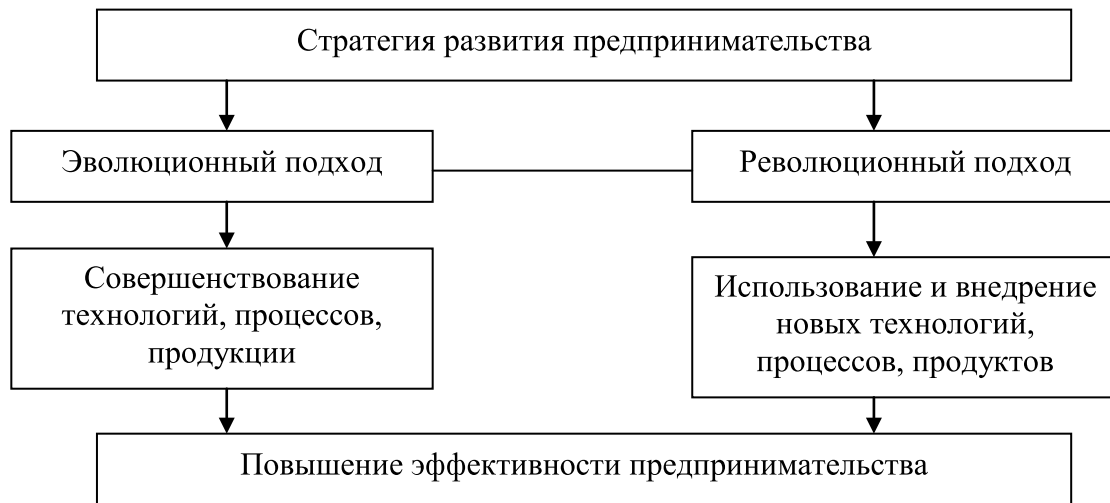 Стратегия развития предпринимательства
Эволюционный подход
Революционный подход
Совершенствование
технологий, процессов,
продукции
Использование и внедрение
новых технологий,
процессов, продуктов
Повышение эффективности предпринимательства